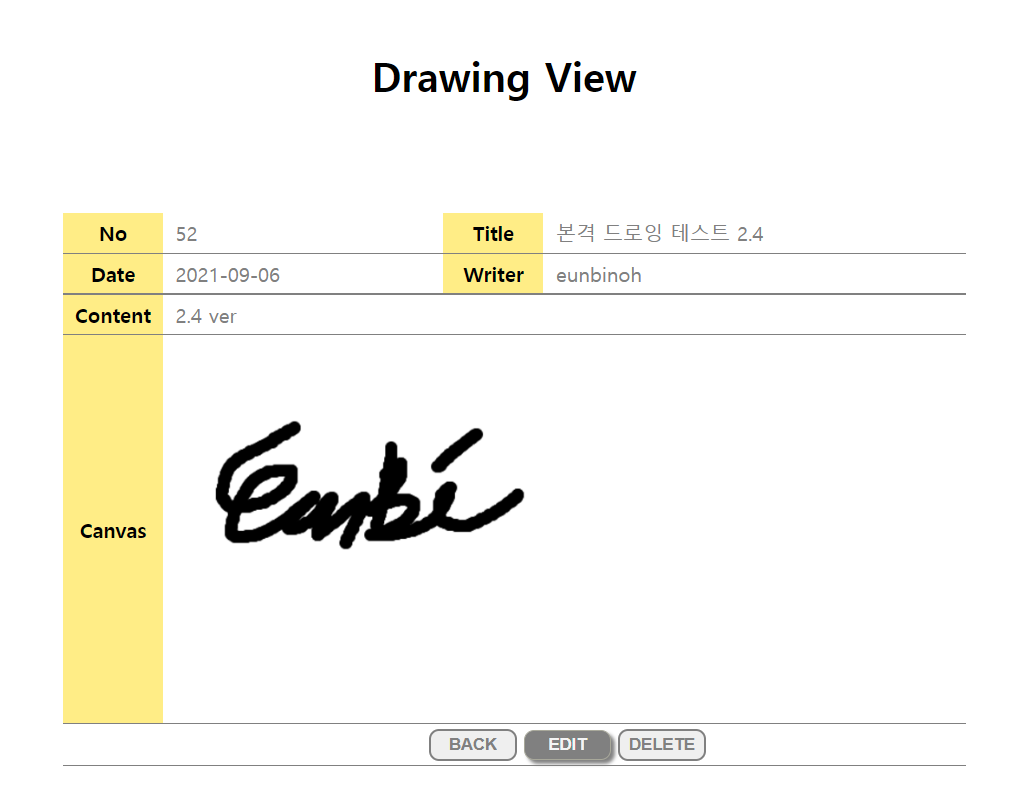 Drawing View
No 52 Title 본격 드로잉 테스트 2.4
Date 2021-09-06 Writer eunbinoh
Content 2.4 ver
Canvas Eunbi
BACK EDIT DELETE